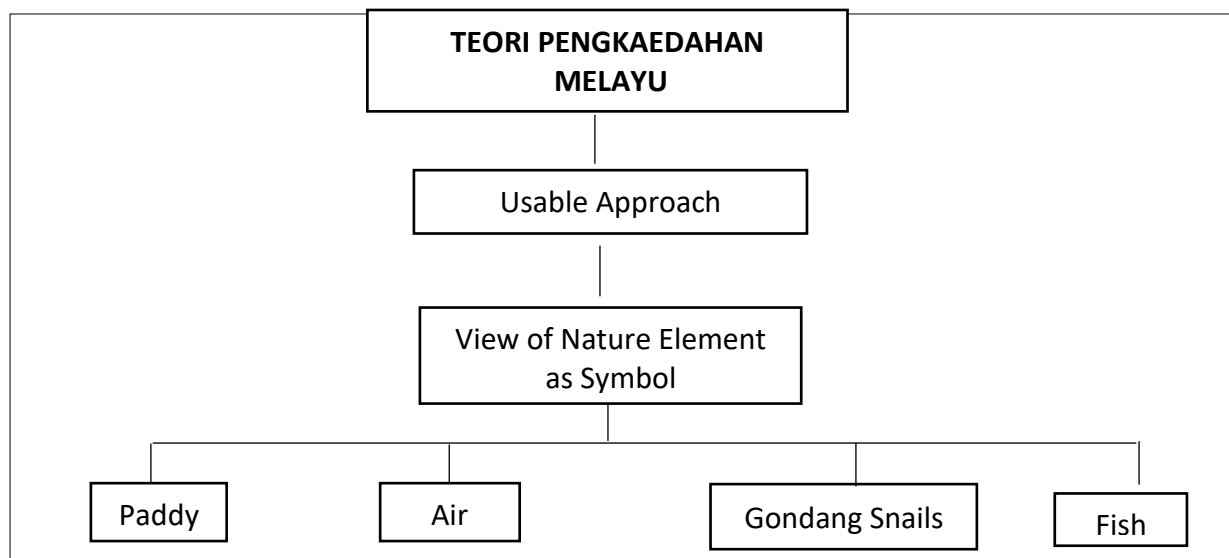 TEORI PENGKAEDAHAN
MELAYU
Usable Approach
View of Nature Element
as Symbol
Paddy
Air
Gondang Snails
Fish